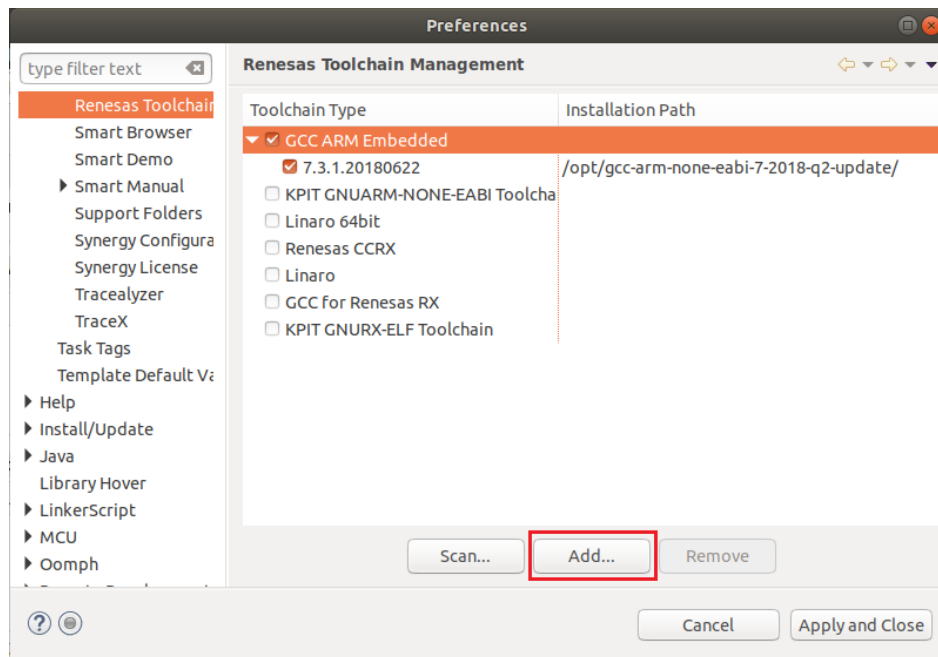 Preferences
type filter text
Renesas Toolchain Management
Renesas Toolchain
Smart Browser
Smart Demo
Smart Manual
Support Folders
Synergy Configura
Synergy License
Tracealyzer
TraceX
Task Tags
Template Default Va
Help
Install/Update
Java
Library Hover
LinkerScript
MCU
Oomph
Toolchain Type Installation Path
GCC ARM Embedded
7.3.1.20180622 /opt/gcc-arm-none-eabi-7-2018-q2-update/
KPIT GNUARM-NONE-EABI Toolcha
Linaro 64bit
Renesas CCRX
Linaro
GCC for Renesas RX
KPIT GNURX-ELF Toolchain
Scan... Add... Remove
Cancel Apply and Close